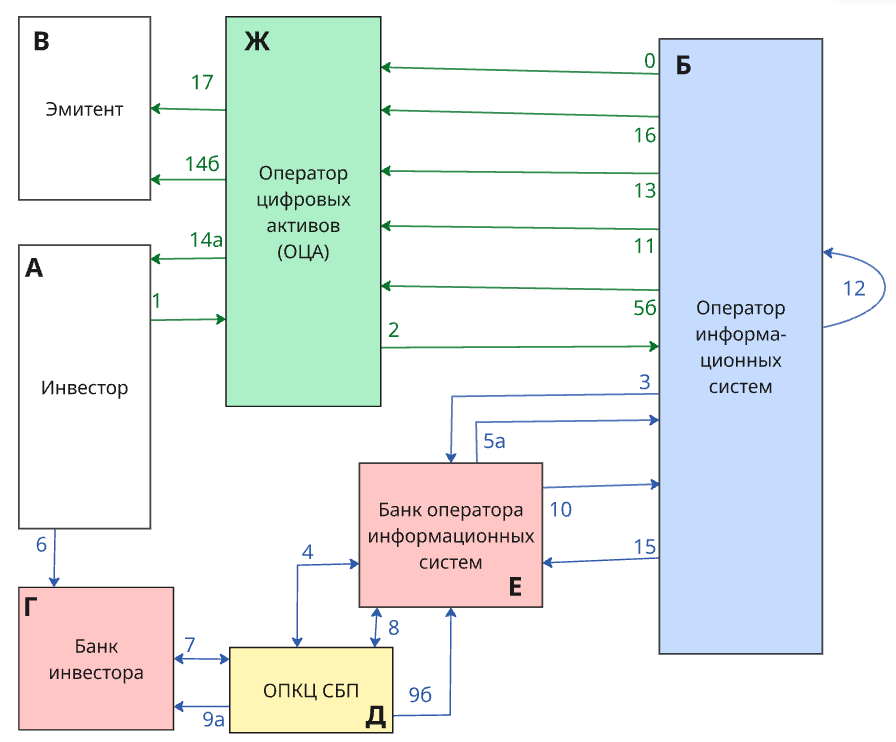 В
Эмитент
17
14б
Ж
Оператор
цифровых
активов
(ОЦА)
0
16
13
11
5б
2
Б
Оператор
информа-
ционных
систем
12
А
Инвестор
14а
1
3
5а
10
15
Банк оператора
информационных
систем
Е
6
4
8
Г
Банк
инвестора
7
9а
ОПКЦ СБП
Д
9б